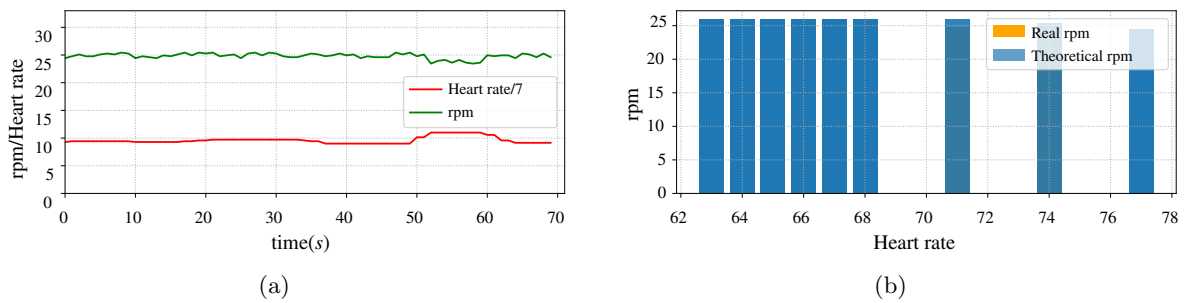 30
25
20
15
10
5
0
rpm/Heart rate
Heart rate/7
rpm
0 10 20 30 40 50 60 70
time(s)
(a)
25
20
15
10
5
0
rpm
Real rpm
Theoretical rpm
62 64 66 68 70 72 74 76 78
Heart rate
(b)